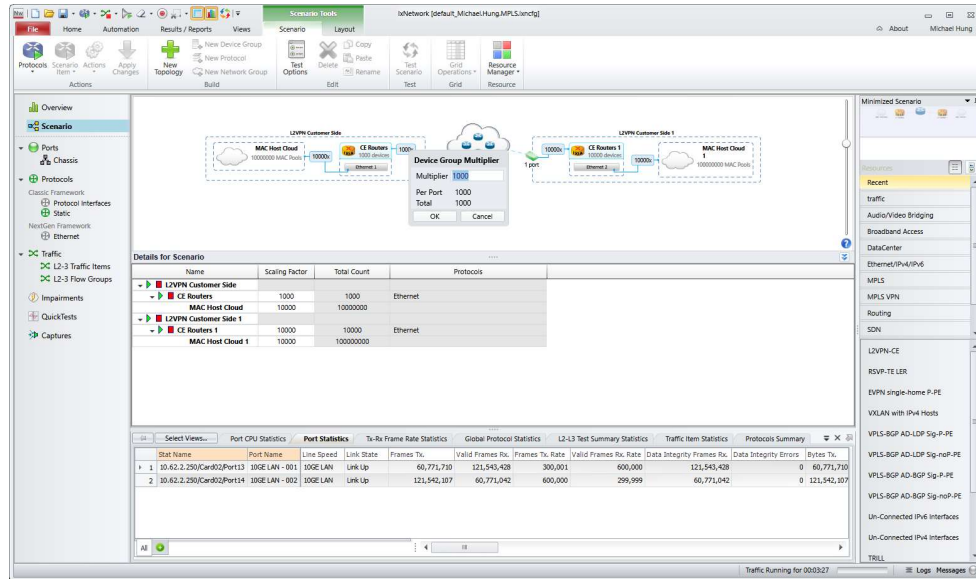 Scenario Tools
IxNetwork [default_Michael.Hung.MPLS.ixncfg]
File Home Automation Results / Reports Views Scenario Layout
About Michael Hung
Protocols Scenario Item Actions Apply Changes
Actions
New Topology
New Device Group
New Protocol
New Network Group
Build
Test Options Delete Copy Paste Rename
Edit
Test Scenario
Test
Grid Operations
Grid
Resource Manager
Resource
Overview
Scenario
Ports
Chassis
Protocols
Classic Framework
Protocol Interfaces
Static
NextGen Framework
Ethernet
Traffic
L2-3 Traffic Items
L2-3 Flow Groups
Impairments
QuickTests
Captures
L2VPN Customer Side
MAC Host Cloud
10000000 MAC Pools
10000x
CE Routers
1000 devices
Ethernet 1
1000x
Device Group Multiplier
Multiplier 1000
Per Port 1000
Total 1000
OK Cancel
1 port
L2VPN Customer Side 1
10000x
CE Routers 1
10000 devices
Ethernet 2
10000x
MAC Host Cloud 1
100000000 MAC Pools
Details for Scenario
Name Scaling Factor Total Count Protocols
L2VPN Customer Side
CE Routers 1000 1000 Ethernet
MAC Host Cloud 10000 10000000
L2VPN Customer Side 1
CE Routers 1 10000 10000 Ethernet
MAC Host Cloud 1 10000 100000000
Select Views... Port CPU Statistics Port Statistics Tx-Rx Frame Rate Statistics Global Protocol Statistics L2-L3 Test Summary Statistics Traffic Item Statistics Protocols Summary
Stat Name Port Name Line Speed Link State Frames Tx. Valid Frames Rx. Frames Tx. Rate Valid Frames Rx. Rate Data Integrity Frames Rx. Data Integrity Errors Bytes Tx.
1 10.62.2.250/Card02/Port13 10GE LAN - 001 10GE LAN Link Up 60,771,710 121,543,428 300,001 600,000 121,543,428 0 60,771,710
2 10.62.2.250/Card02/Port14 10GE LAN - 002 10GE LAN Link Up 121,542,107 60,771,042 600,000 299,999 60,771,042 0 121,542,107
All
Minimized Scenario
Resources
Recent
traffic
Audio/Video Bridging
Broadband Access
DataCenter
Ethernet/IPv4/IPv6
MPLS
MPLS VPN
Routing
SDN
L2VPN-CE
RSVP-TE LER
EVPN single-home P-PE
VXLAN with IPv4 Hosts
VPLS-BGP AD-LDP Sig-P-PE
VPLS-BGP AD-LDP Sig-noP-PE
VPLS-BGP AD-BGP Sig-P-PE
VPLS-BGP AD-BGP Sig-noP-PE
Un-Connected IPv6 Interfaces
Un-Connected IPv4 Interfaces
TRILL
Traffic Running for 00:03:27
Logs Messages